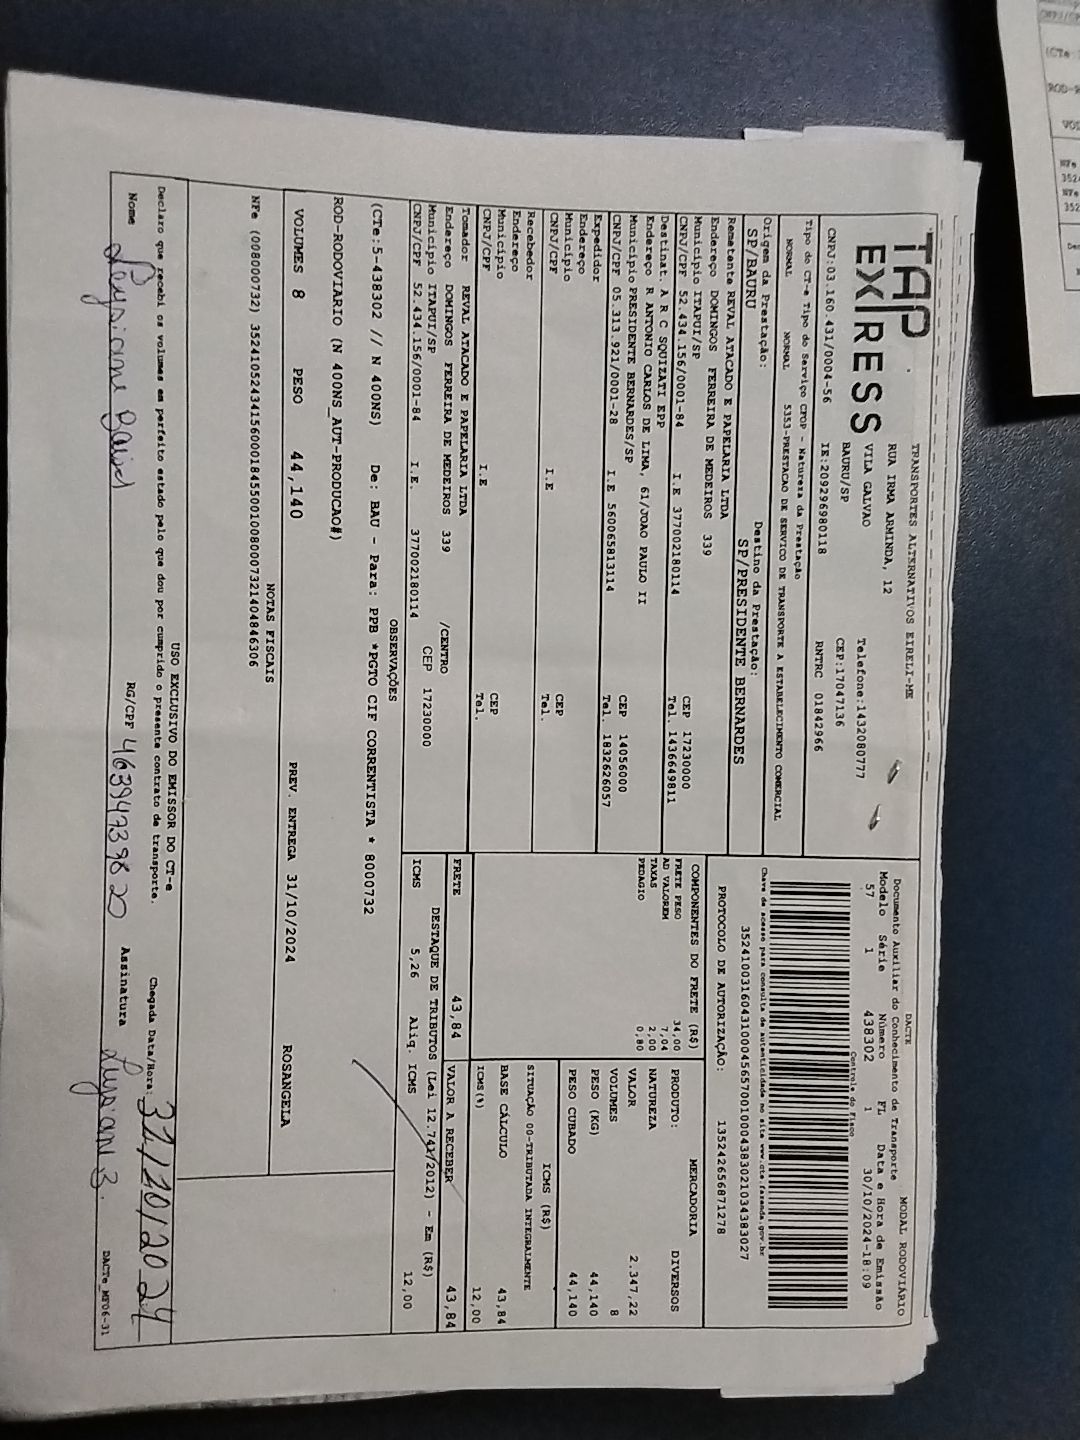 TAP
EXPRESS
TRANSPORTES ALTERNATIVOS EIRELI-ME
RUA IRMA ARMINDA, 12
VILA GALVAO
BAURU/SP
Telefone:1432080777
CEP:17047136
CNPJ:03.160.431/0004-56 IE:209296980118 RNTRC 01842966
DACTE
Documento Auxiliar do Conhecimento de Transporte
MODAL RODOVIÁRIO
Modelo Série Número FL Data e Hora de Emissão
57 1 438302 1 30/10/2024-18:09
Controle do Fisco
Chave de acesso para consulta de autenticidade no site www.cte.fazenda.gov.br
PROTOCOLO DE AUTORIZAÇÃO: 135242656871278
Tipo do CT-e Tipo do Serviço CFOP - Natureza da Prestação
NORMAL NORMAL 5353-PRESTACAO DE SERVICO DE TRANSPORTE A ESTABELECIMENTO COMERCIAL
Origem da Prestação: Destino da Prestação:
SP/BAURU SP/PRESIDENTE BERNARDES
Remetente REVAL ATACADO E PAPELARIA LTDA
Endereço DOMINGOS FERREIRA DE MEDEIROS 339
Município ITAPUI/SP CEP 17230000
CNPJ/CPF 52.434.156/0001-84 I.E 377002180114 Tel. 1436649811
Destinat A R C SQUIZATI EPP
Endereço R ANTONIO CARLOS DE LIMA, 61/JOAO PAULO II
Município PRESIDENTE BERNARDES/SP CEP 14056000
CNPJ/CPF 05.313.921/0001-28 I.E 560065813114 Tel. 1832626057
Expedidor
Endereço
Município CEP
CNPJ/CPF I.E Tel.
Recebedor
Endereço
Município CEP
CNPJ/CPF I.E Tel.
Tomador REVAL ATACADO E PAPELARIA LTDA
Endereço DOMINGOS FERREIRA DE MEDEIROS 339 /CENTRO
Município ITAPUI/SP CEP 17230000
CNPJ/CPF 52.434.156/0001-84 I.E. 377002180114
COMPONENTES DO FRETE (R$)
FRETE PESO 34,00
AD VALOREM 7,04
TAXAS 2,00
PEDAGIO 0,80
PRODUTO: MERCADORIA
NATUREZA DIVERSOS
VALOR 2.347,22
VOLUMES 8
PESO (KG) 44,140
PESO CUBADO 44,140
ICMS (R$)
SITUAÇÃO 00-TRIBUTADA INTEGRALMENTE
BASE CÁLCULO 43,84
ICMS(%) 12,00
FRETE 43,84 VALOR A RECEBER 43,84
DESTAQUE DE TRIBUTOS (Lei 12.741/2012) - Em (R$)
ICMS 5,26 Aliq. ICMS 12,00
OBSERVAÇÕES
(CTe:5-438302 // N 400NS) De: BAU - Para: PPB *PGTO CIF CORRENTISTA * 8000732
ROD-RODOVIARIO (N 400NS_AUT-PRODUCAO#)
VOLUMES 8 PESO 44,140 PREV. ENTREGA 31/10/2024 ROSANGELA
NOTAS FISCAIS
USO EXCLUSIVO DO EMISSOR DO CT-e
Declaro que recebi os volumes em perfeito estado pelo que dou por cumprido o presente contrato de transporte. Chegada Data/Hora: 31/10/2024
Nome RG/CPF 46394739820 Assinatura
DACTe_MF06-31